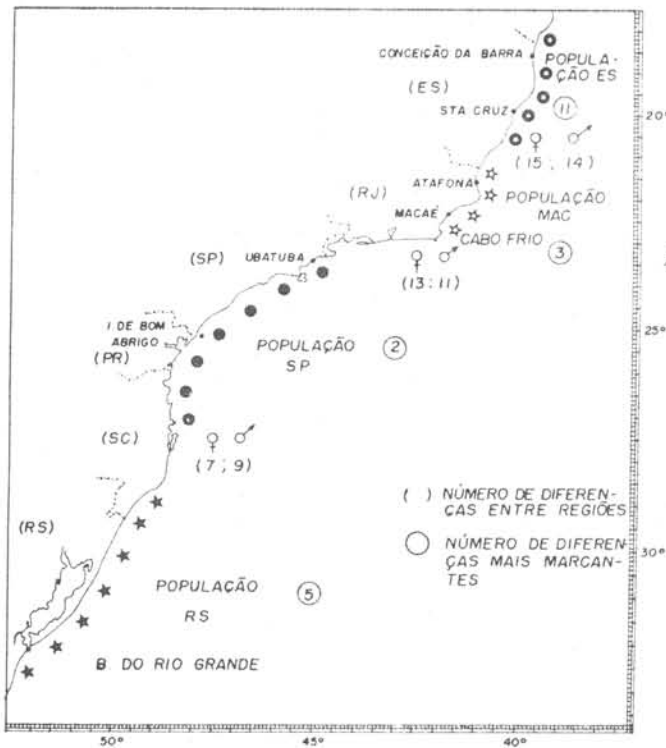 CONCEIÇÃO DA BARRA
POPULA-
ÇÃO ES
(ES)
11
STA CRUZ
20°
(15 ; 14)
ATAFONA
(RJ)
POPULAÇÃO
MAC
MACAÉ
CABO FRIO
3
(SP)
UBATUBA
(13:11)
I DE BOM
ABRIGO
POPULAÇÃO
SP
2
25°
(PR)
(SC)
(7 ; 9)
( ) NÚMERO DE DIFEREN-
ÇAS ENTRE REGIÕES
(RS)
NÚMERO DE DIFEREN-
ÇAS MAIS MARCAN-
TES
30°
POPULAÇÃO
RS
5
B DO RIO GRANDE
50° 45° 40°